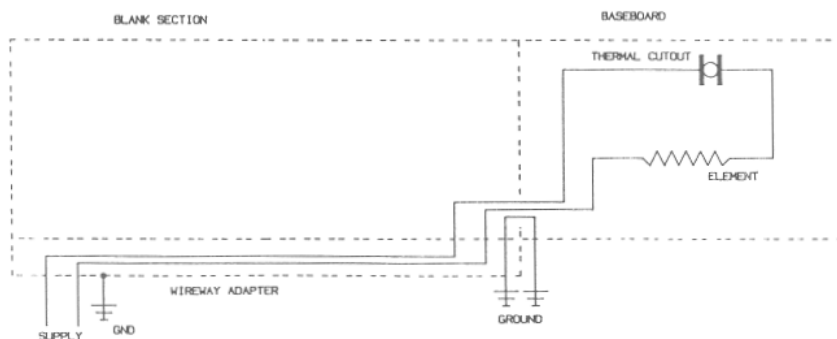 BLANK SECTION
BASEBOARD
THERMAL CUTOUT
ELEMENT
WIREWAY ADAPTER
GROUND
GND
SUPPLY